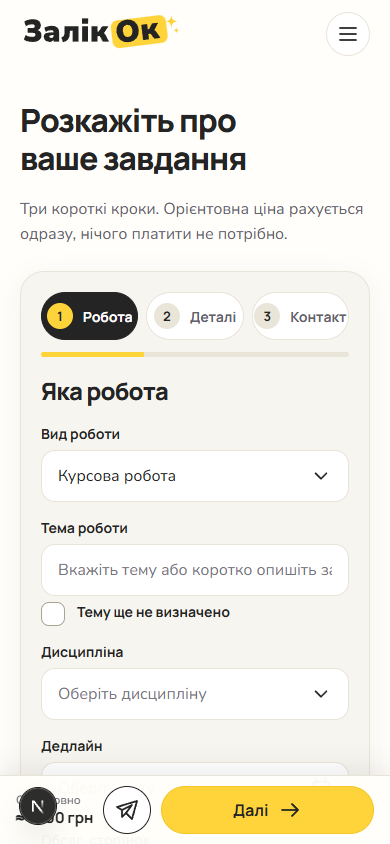 ЗалікОк
Розкажіть про
ваше завдання
Три короткі кроки. Орієнтовна ціна рахується
одразу, нічого платити не потрібно.
1 Робота 2 Деталі 3 Контакт
Яка робота
Вид роботи
Курсова робота
Тема роботи
Вкажіть тему або коротко опишіть за
Тему ще не визначено
Дисципліна
Оберіть дисципліну
Дедлайн
N
грн
Далі